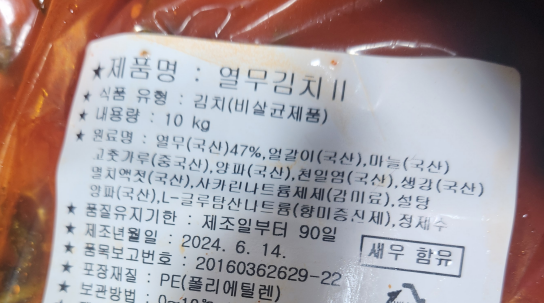 ★제품명 : 열무김치II
★식품 유형 : 김치(비살균제품)
★내용량 : 10 kg
★원료명 : 열무(국산)47%,얼갈이(국산),마늘(국산)
고춧가루(중국산),양파(국산),천일염(국산),생강(국산)
멸치액젓(국산),사카린나트륨제제(감미료),설탕
양파(국산),L-글루탐산나트륨(향미증진제),정제수
★품질유지기한 : 제조일부터 90일
★제조년월일 : 2024. 6. 14.
새우 함유
★품목보고번호 : 20160362629-22
★포장재질 : PE(폴리에틸렌)
★보관방법 : 0~10℃